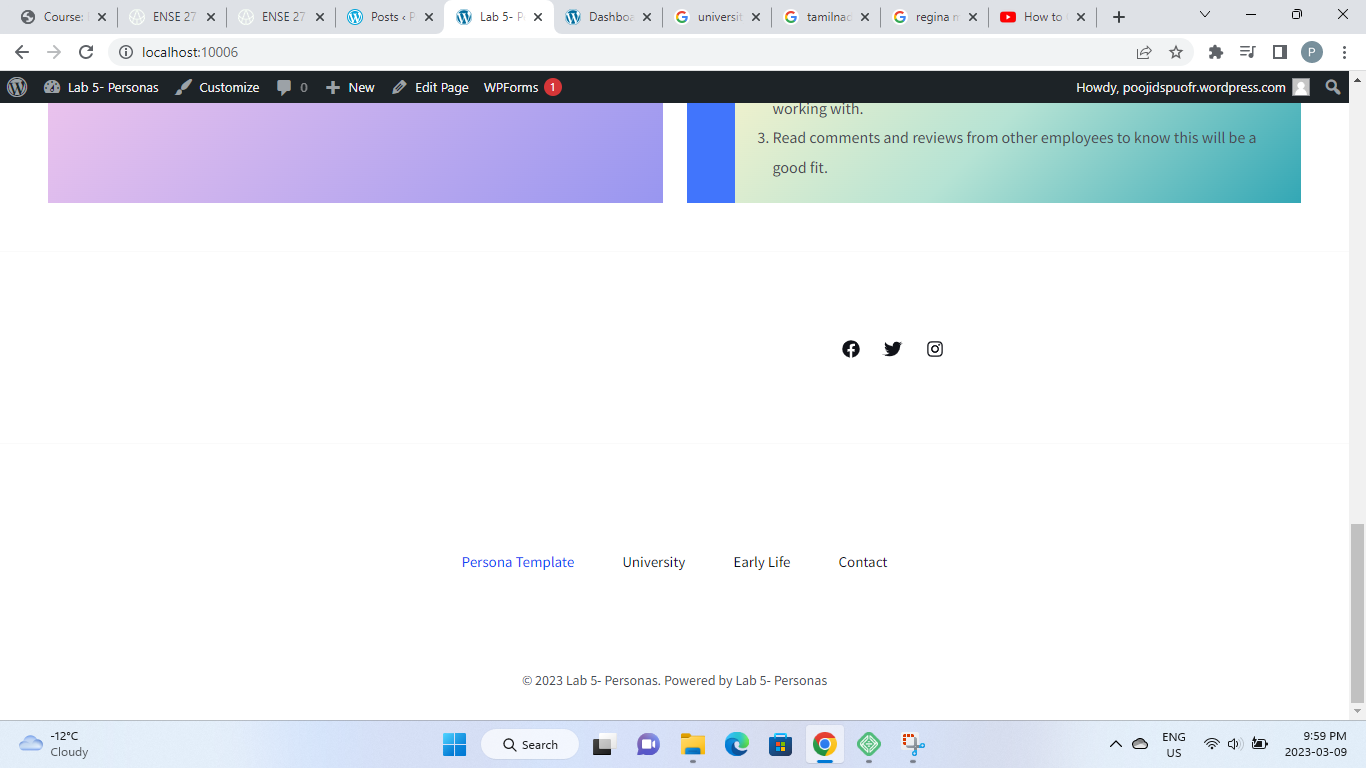 Course:
ENSE 27
ENSE 27
Posts ‹ P
Lab 5- P
Dashboa
universit
tamilnad
regina m
How to
localhost:10006
P
Lab 5- Personas
Customize
0
New
Edit Page
WPForms
1
Howdy, poojidspuofr.wordpress.com
working with.
3. Read comments and reviews from other employees to know this will be a
good fit.
Persona Template
University
Early Life
Contact
© 2023 Lab 5- Personas. Powered by Lab 5- Personas
-12°C
Cloudy
Search
ENG
US
9:59 PM
2023-03-09